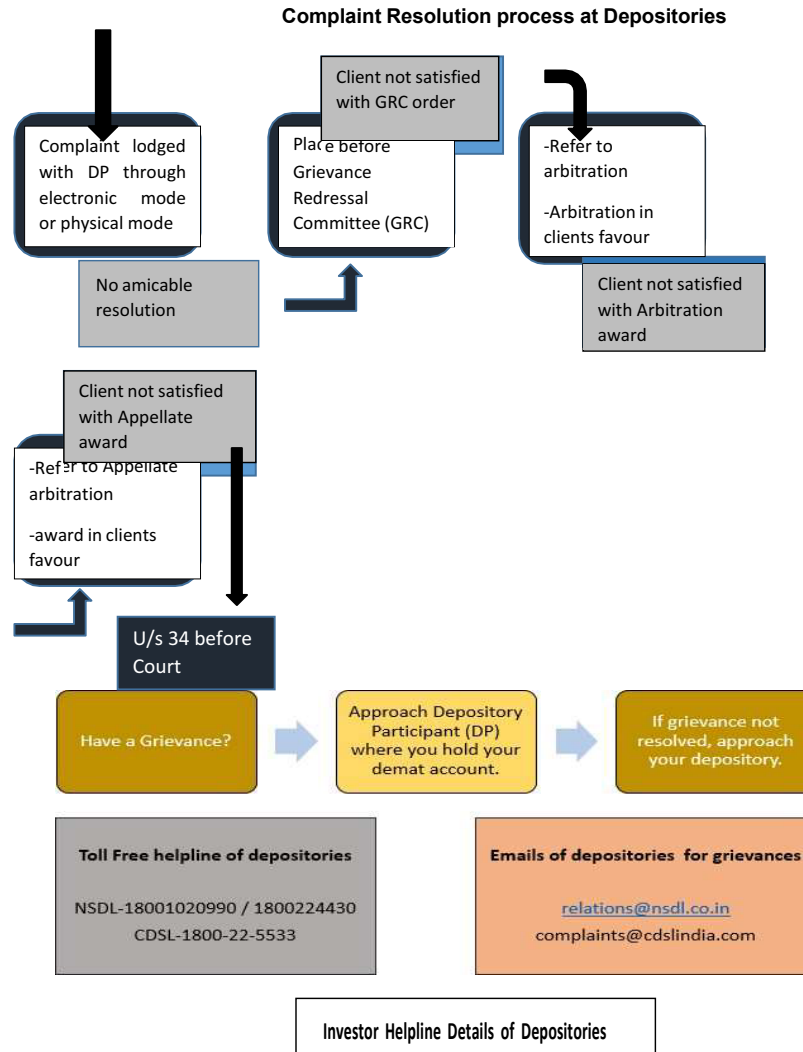 Complaint Resolution process at Depositories
Complaint lodged
with DP through
electronic mode
or physical mode
No amicable
resolution
Client not satisfied
with GRC order
Place before
Grievance
Redressal
Committee (GRC)
-Refer to
arbitration
-Arbitration in
clients favour
Client not satisfied
with Arbitration
award
Client not satisfied
with Appellate
award
-Refer to Appellate
arbitration
-award in clients
favour
U/s 34 before
Court
Have a Grievance?
Approach Depository
Participant (DP)
where you hold your
demat account.
If grievance not
resolved, approach
your depository.
Toll Free helpline of depositories
NSDL-18001020990 / 1800224430
CDSL-1800-22-5533
Emails of depositories for grievances
relations@nsdl.co.in
complaints@cdslindia.com
Investor Helpline Details of Depositories